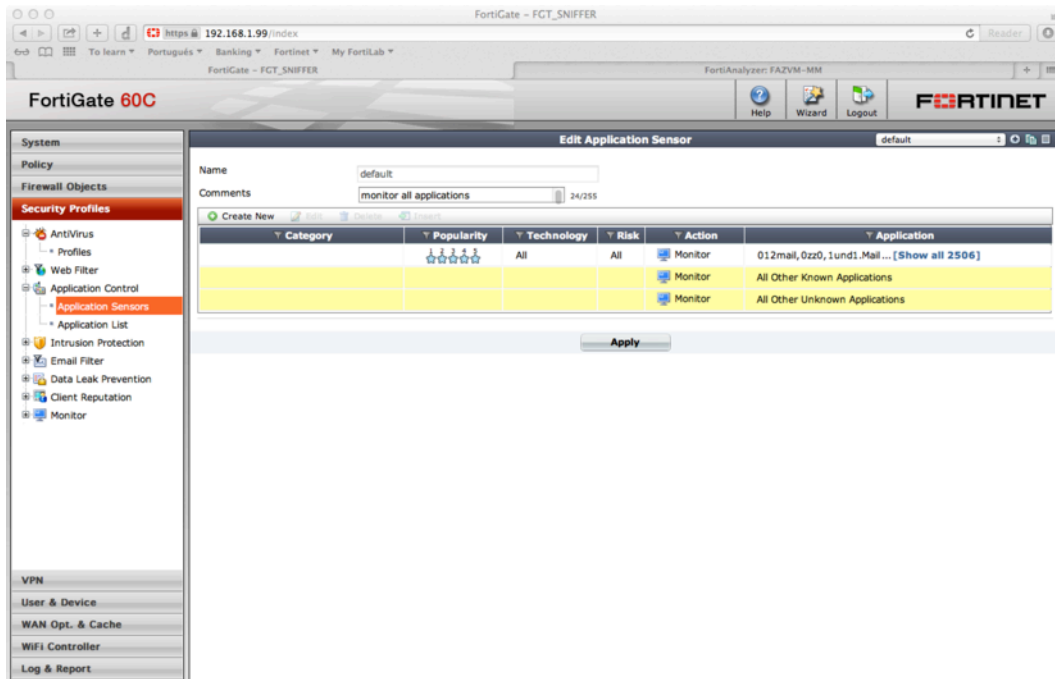 FortiGate - FGT_SNIFFER
https 192.168.1.99/index
Reader
To learn Portugués Banking Fortinet My FortiLab
FortiGate - FGT_SNIFFER
FortiAnalyzer: FAZVM-MM
FortiGate 60C
Help
Wizard
Logout
FORTINET
System
Policy
Firewall Objects
Security Profiles
AntiVirus
Profiles
Web Filter
Application Control
Application Sensors
Application List
Intrusion Protection
Email Filter
Data Leak Prevention
Client Reputation
Monitor
VPN
User & Device
WAN Opt. & Cache
WiFi Controller
Log & Report
Edit Application Sensor
default
Name
default
Comments
monitor all applications
24/255
Create New Edit Delete Insert
Category Popularity Technology Risk Action Application
1 2 3 4 5 All All Monitor 012mail, 0zz0, 1und1.Mail ... [Show all 2506]
Monitor All Other Known Applications
Monitor All Other Unknown Applications
Apply